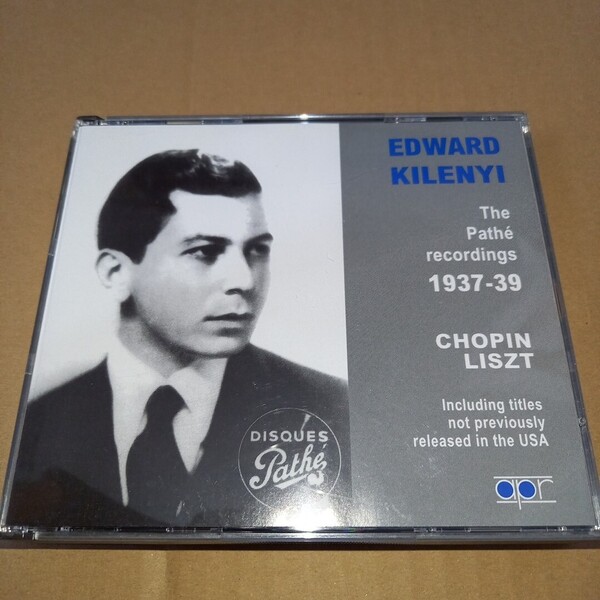 EDWARD
KILENYI
The
Pathé
recordings
1937-39
CHOPIN
LISZT
Including titles
not previously
released in the USA
DISQUES
Pathé
apr